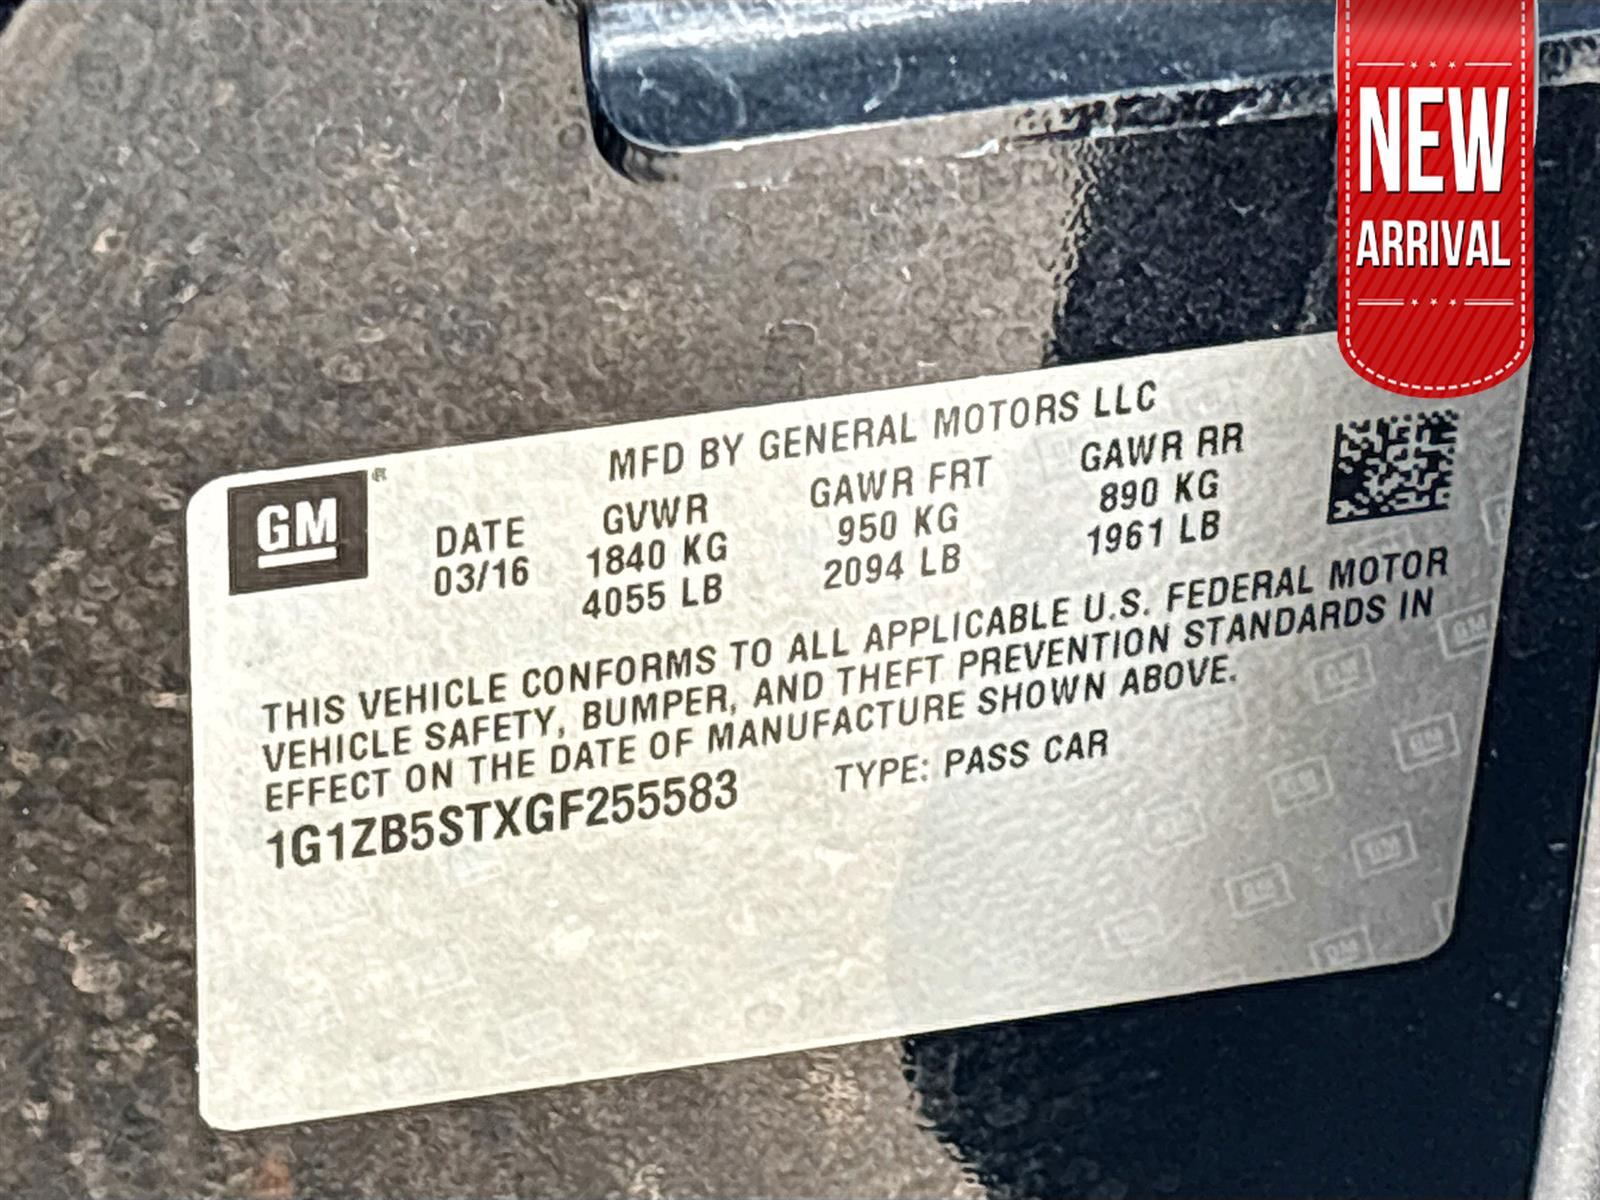 NEW
ARRIVAL
GM
MFD BY GENERAL MOTORS LLC
DATE GVWR GAWR FRT GAWR RR
03/16 1840 KG 950 KG 890 KG
4055 LB 2094 LB 1961 LB
THIS VEHICLE CONFORMS TO ALL APPLICABLE U.S. FEDERAL MOTOR
VEHICLE SAFETY, BUMPER, AND THEFT PREVENTION STANDARDS IN
EFFECT ON THE DATE OF MANUFACTURE SHOWN ABOVE.
1G1ZB5STXGF255583 TYPE: PASS CAR